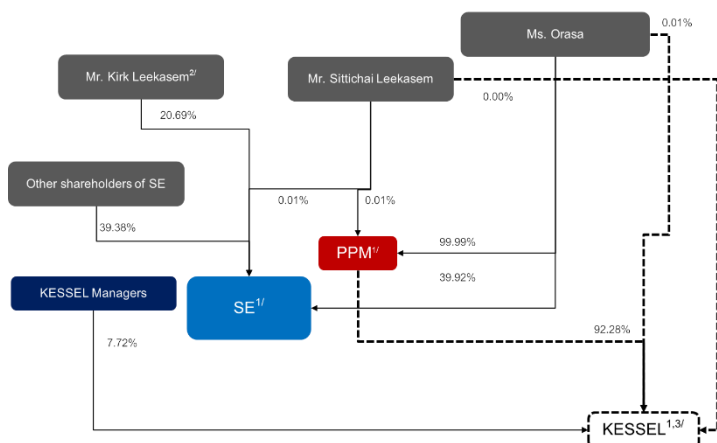 0.01%
Ms. Orasa
Mr. Kirk Leekasem2/
Mr. Sittichai Leekasem
0.00%
20.69%
Other shareholders of SE
0.01%
0.01%
39.38%
PPM1/
99.99%
39.92%
KESSEL Managers
SE1/
92.28%
7.72%
KESSEL1,3/